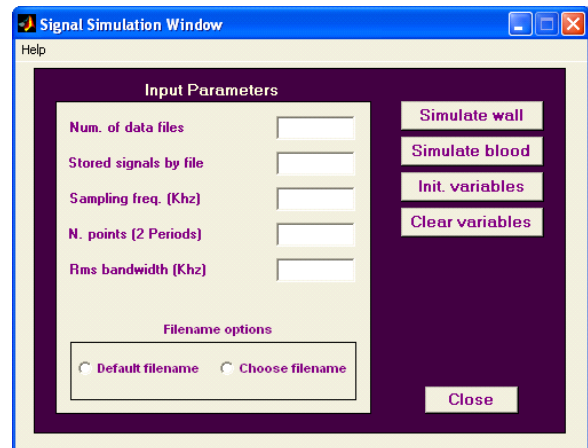 Signal Simulation Window
Help
Input Parameters
Num. of data files
Stored signals by file
Sampling freq. (Khz)
N. points (2 Periods)
Rms bandwidth (Khz)
Filename options
Default filename
Choose filename
Simulate wall
Simulate blood
Init. variables
Clear variables
Close